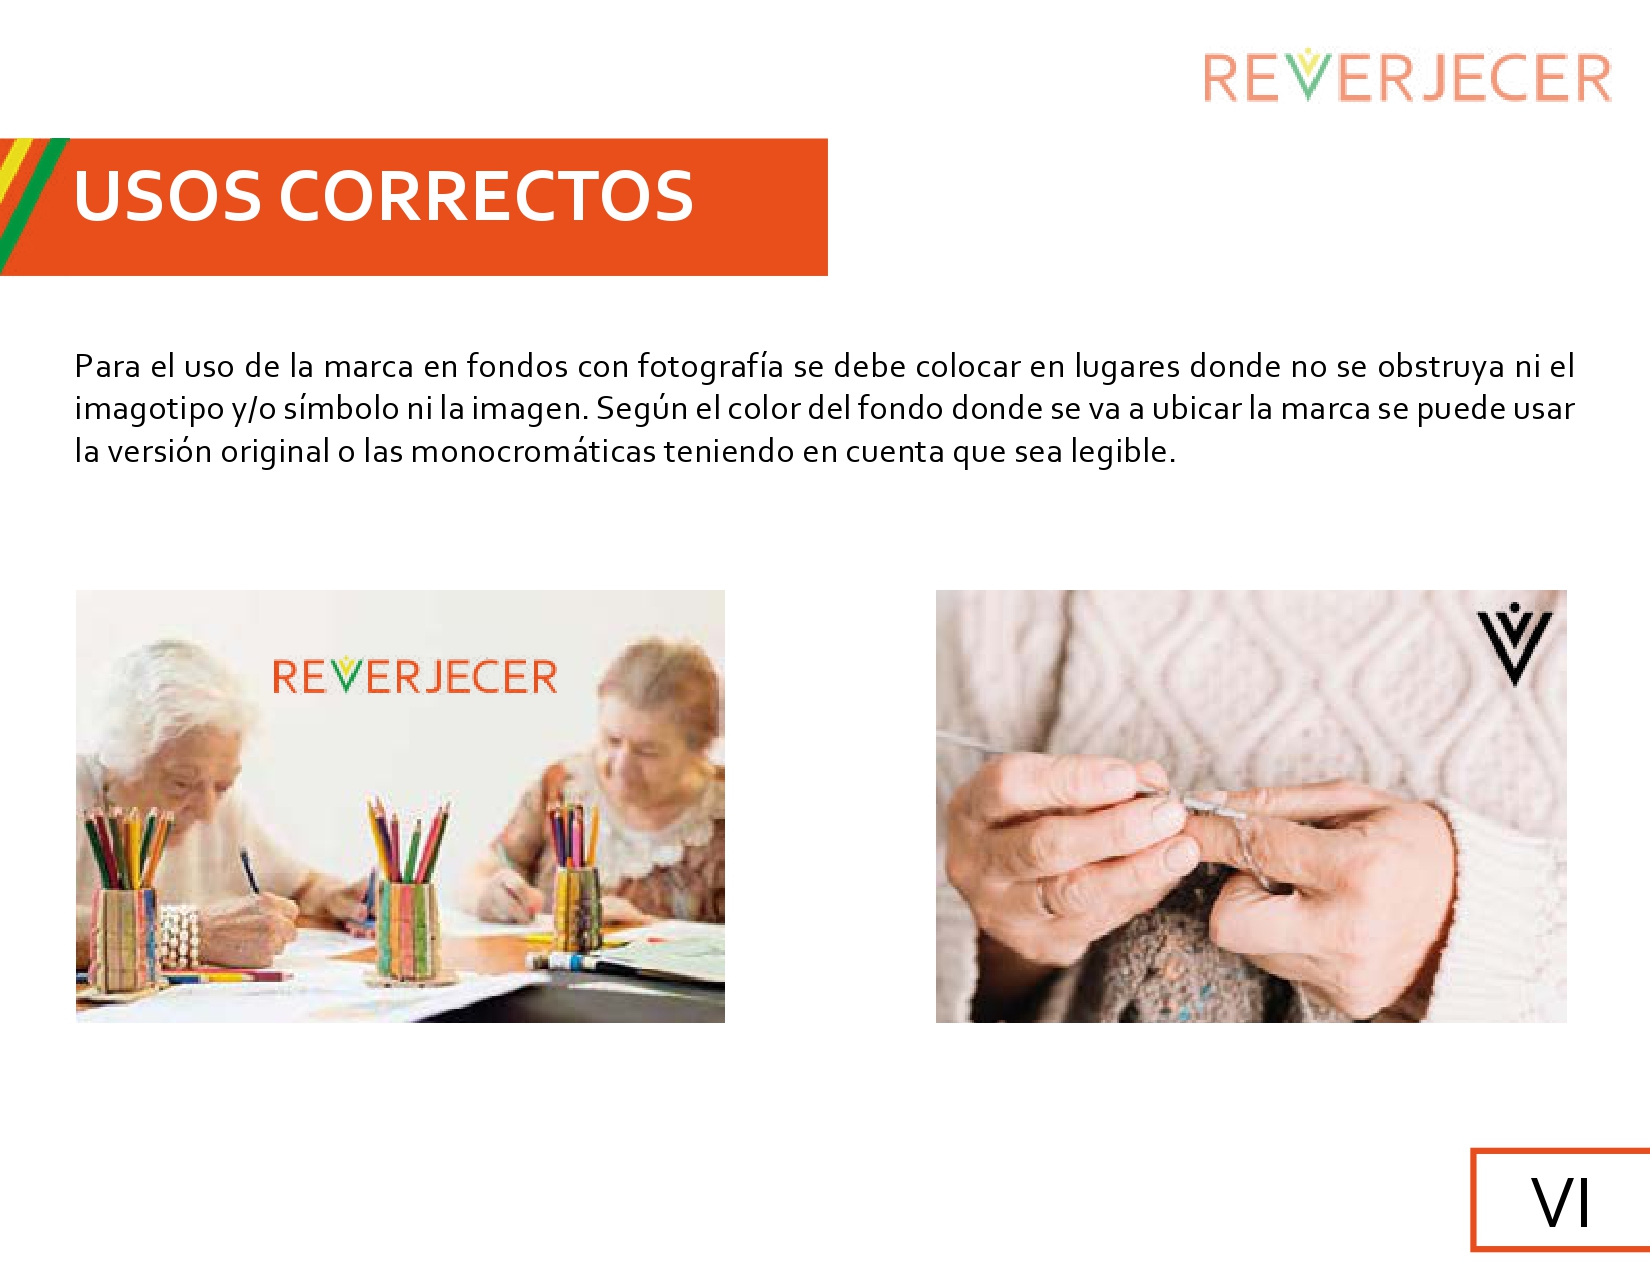 REVERJECER
USOS CORRECTOS
Para el uso de la marca en fondos con fotografía se debe colocar en lugares donde no se obstruya ni el
imagotipo y/o símbolo ni la imagen. Según el color del fondo donde se va a ubicar la marca se puede usar
la versión original o las monocromáticas teniendo en cuenta que sea legible.
REVERJECER
VI